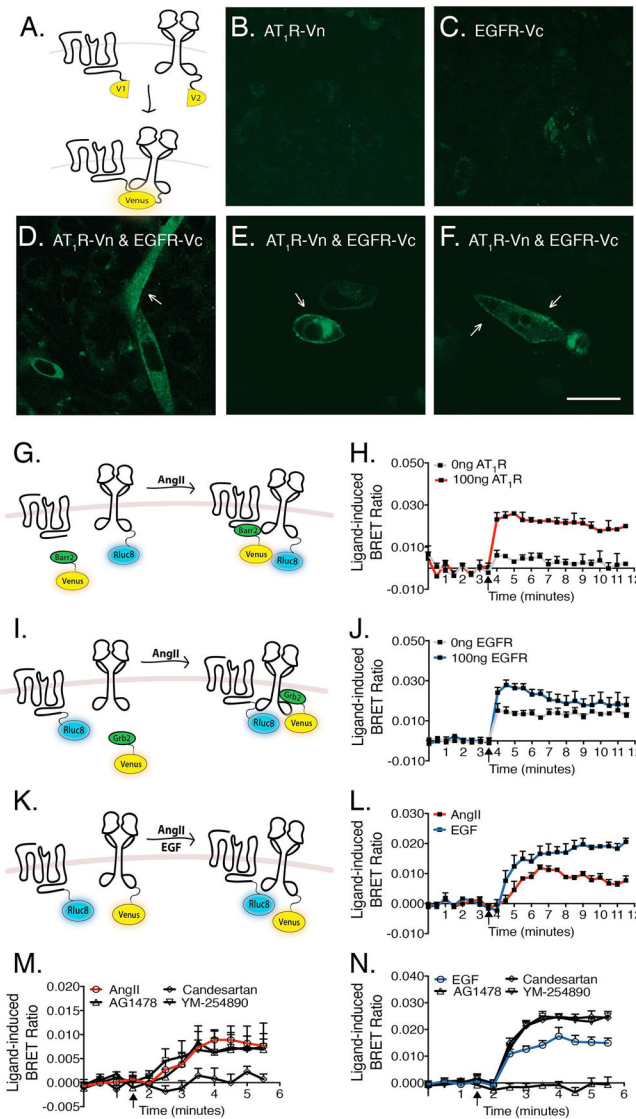 A.
V1
V2
Venus
B. AT1R-Vn
C. EGFR-Vc
D. AT1R-Vn & EGFR-Vc
E. AT1R-Vn & EGFR-Vc
F. AT1R-Vn & EGFR-Vc
G.
AngII
Barr2
Venus
Rluc8
Barr2
Venus
Rluc8
H.
Ligand-induced
BRET Ratio
0.050
0.030
0.010
-0.010
0ng AT1R
100ng AT1R
1 2 3 4 5 6 7 8 9 10 11 12
Time (minutes)
I.
AngII
Rluc8
Grb2
Venus
Grb2
Rluc8
Venus
J.
Ligand-induced
BRET Ratio
0.050
0.030
0.010
-0.010
0ng EGFR
100ng EGFR
1 2 3 4 5 6 7 8 9 10 11 12
Time (minutes)
K.
AngII
EGF
Rluc8
Venus
Rluc8
Venus
L.
Ligand-induced
BRET Ratio
0.030
0.020
0.010
0.000
-0.010
AngII
EGF
1 2 3 4 5 6 7 8 9 10 11 12
Time (minutes)
M.
Ligand-induced
BRET Ratio
0.020
0.015
0.010
0.005
0.000
-0.005
AngII
Candesartan
AG1478
YM-254890
1 2 3 4 5 6
Time (minutes)
N.
Ligand-induced
BRET Ratio
0.040
0.030
0.020
0.010
0.000
-0.010
EGF
Candesartan
AG1478
YM-254890
1 2 3 4 5 6
Time (minutes)